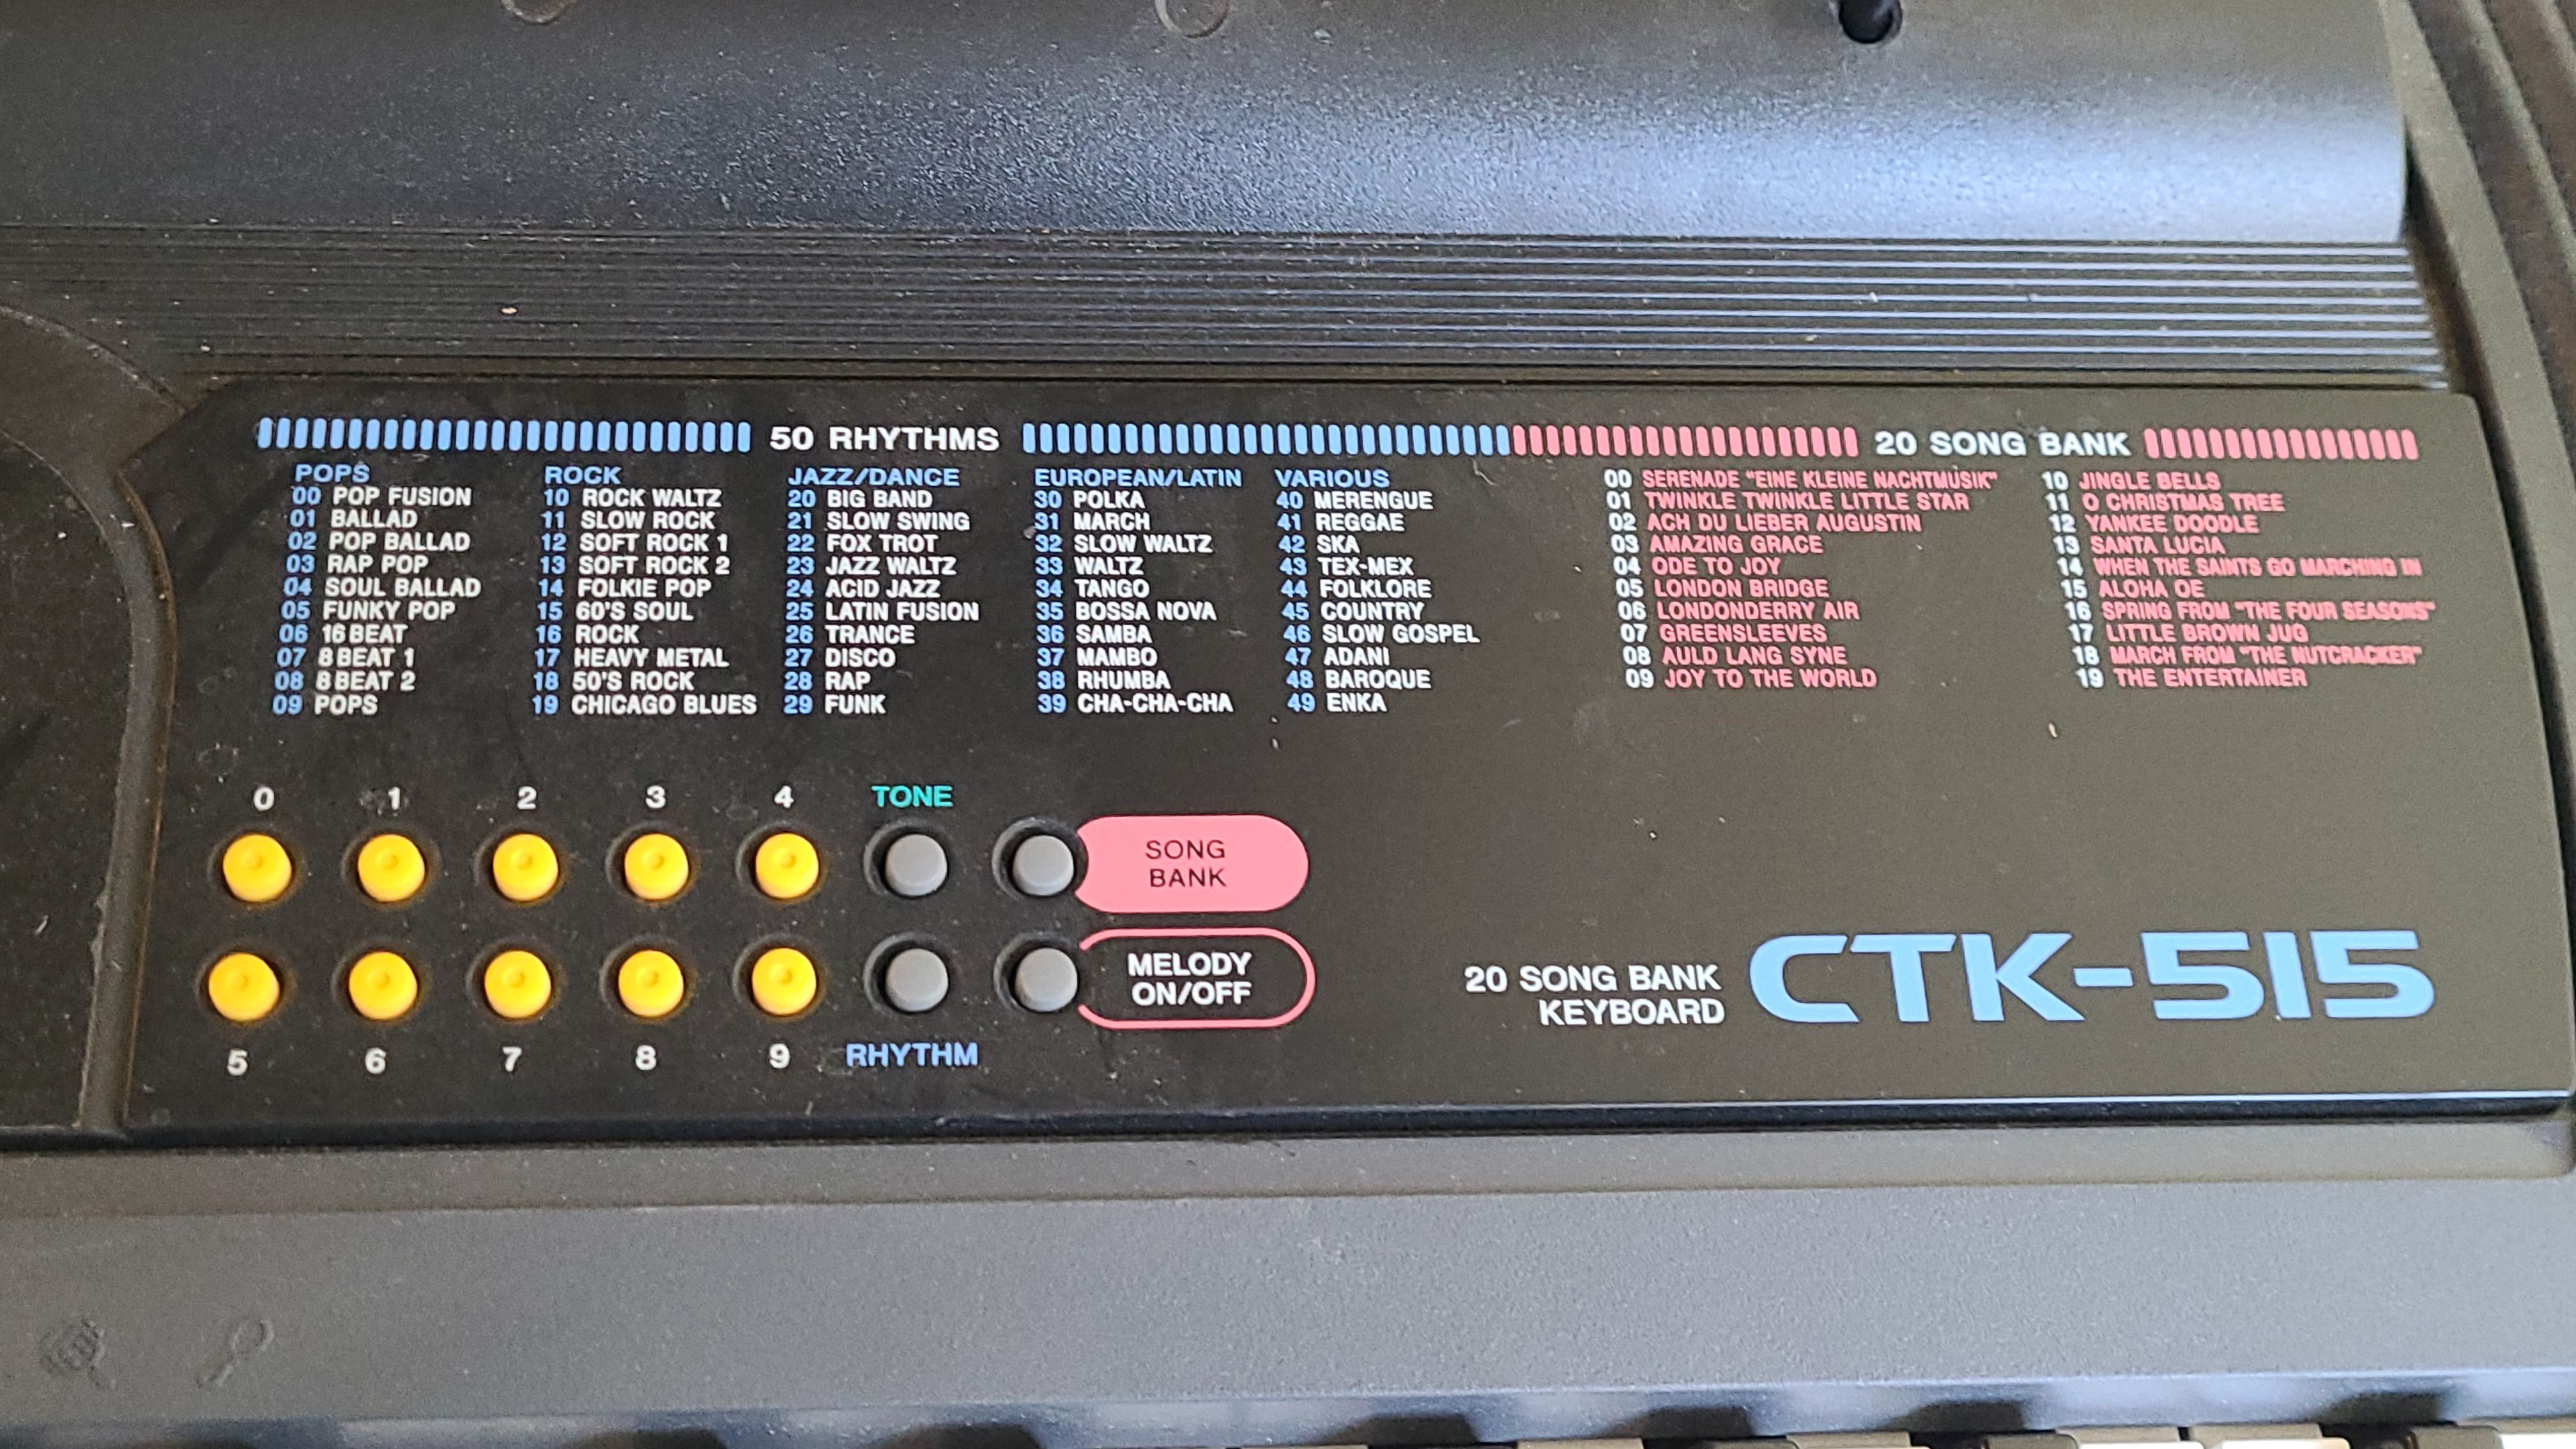 50 RHYTHMS
POPS
00 POP FUSION
01 BALLAD
02 POP BALLAD
03 RAP POP
04 SOUL BALLAD
05 FUNKY POP
06 16 BEAT
07 8 BEAT 1
08 8 BEAT 2
09 POPS
ROCK
10 ROCK WALTZ
11 SLOW ROCK
12 SOFT ROCK 1
13 SOFT ROCK 2
14 FOLKIE POP
15 60'S SOUL
16 ROCK
17 HEAVY METAL
18 50'S ROCK
19 CHICAGO BLUES
JAZZ/DANCE
20 BIG BAND
21 SLOW SWING
22 FOX TROT
23 JAZZ WALTZ
24 ACID JAZZ
25 LATIN FUSION
26 TRANCE
27 DISCO
28 RAP
29 FUNK
EUROPEAN/LATIN
30 POLKA
31 MARCH
32 SLOW WALTZ
33 WALTZ
34 TANGO
35 BOSSA NOVA
36 SAMBA
37 MAMBO
38 RHUMBA
39 CHA-CHA-CHA
VARIOUS
40 MERENGUE
41 REGGAE
42 SKA
43 TEX-MEX
44 FOLKLORE
45 COUNTRY
46 SLOW GOSPEL
47 ADANI
48 BAROQUE
49 ENKA
20 SONG BANK
00 SERENADE "EINE KLEINE NACHTMUSIK"
01 TWINKLE TWINKLE LITTLE STAR
02 ACH DU LIEBER AUGUSTIN
03 AMAZING GRACE
04 ODE TO JOY
05 LONDON BRIDGE
06 LONDONDERRY AIR
07 GREENSLEEVES
08 AULD LANG SYNE
09 JOY TO THE WORLD
10 JINGLE BELLS
11 O CHRISTMAS TREE
12 YANKEE DOODLE
13 SANTA LUCIA
14 WHEN THE SAINTS GO MARCHING IN
15 ALOHA OE
16 SPRING FROM "THE FOUR SEASONS"
17 LITTLE BROWN JUG
18 MARCH FROM "THE NUTCRACKER"
19 THE ENTERTAINER
0 1 2 3 4 TONE
SONG
BANK
MELODY
ON/OFF
5 6 7 8 9 RHYTHM
20 SONG BANK
KEYBOARD
CTK-515